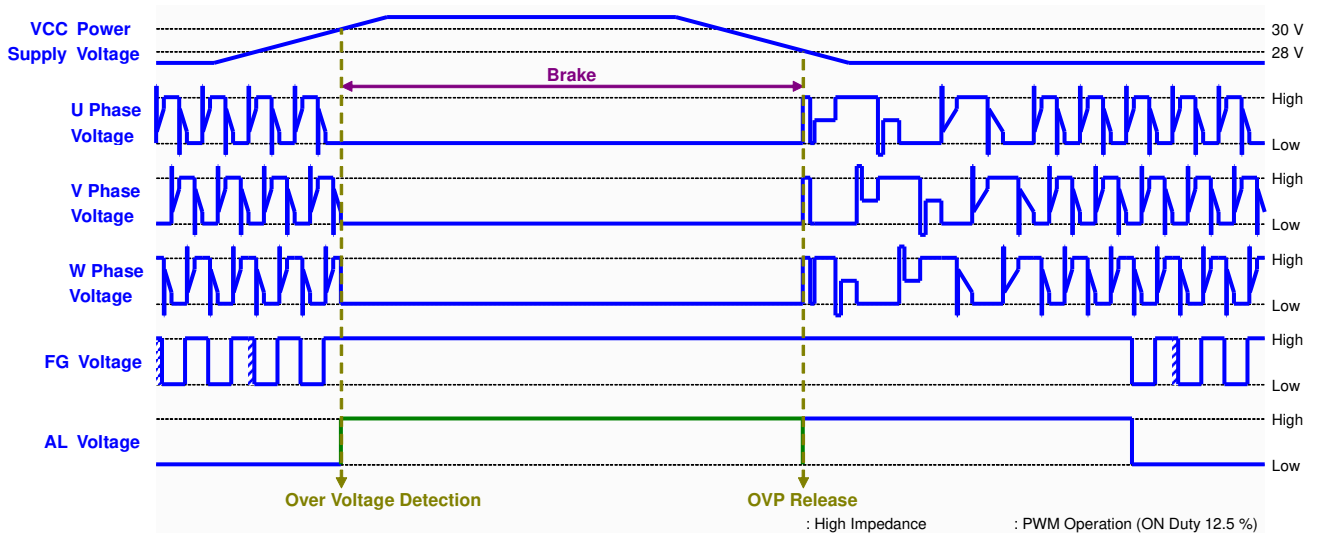 VCC Power
Supply Voltage
30 V
28 V
Brake
U Phase
Voltage
High
Low
V Phase
Voltage
High
Low
W Phase
Voltage
High
Low
FG Voltage
High
Low
AL Voltage
High
Low
Over Voltage Detection
OVP Release
: High Impedance
: PWM Operation (ON Duty 12.5 %)